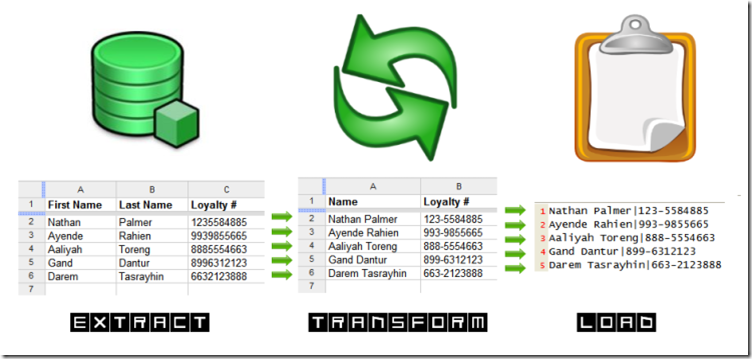 A B C
1 First Name Last Name Loyalty #
2 Nathan Palmer 1235584885
3 Ayende Rahien 9939855665
4 Aaliyah Toreng 8885554663
5 Gand Dantur 8996312123
6 Darem Tasrayhin 6632123888
7
A B
1 Name Loyalty #
2 Nathan Palmer 123-5584885
3 Ayende Rahien 993-9855665
4 Aaliyah Toreng 888-5554663
5 Gand Dantur 899-6312123
6 Darem Tasrayhin 663-2123888
7
1 Nathan Palmer|123-5584885
2 Ayende Rahien|993-9855665
3 Aaliyah Toreng|888-5554663
4 Gand Dantur|899-6312123
5 Darem Tasrayhin|663-2123888
EXTRACT TRANSFORM LOAD